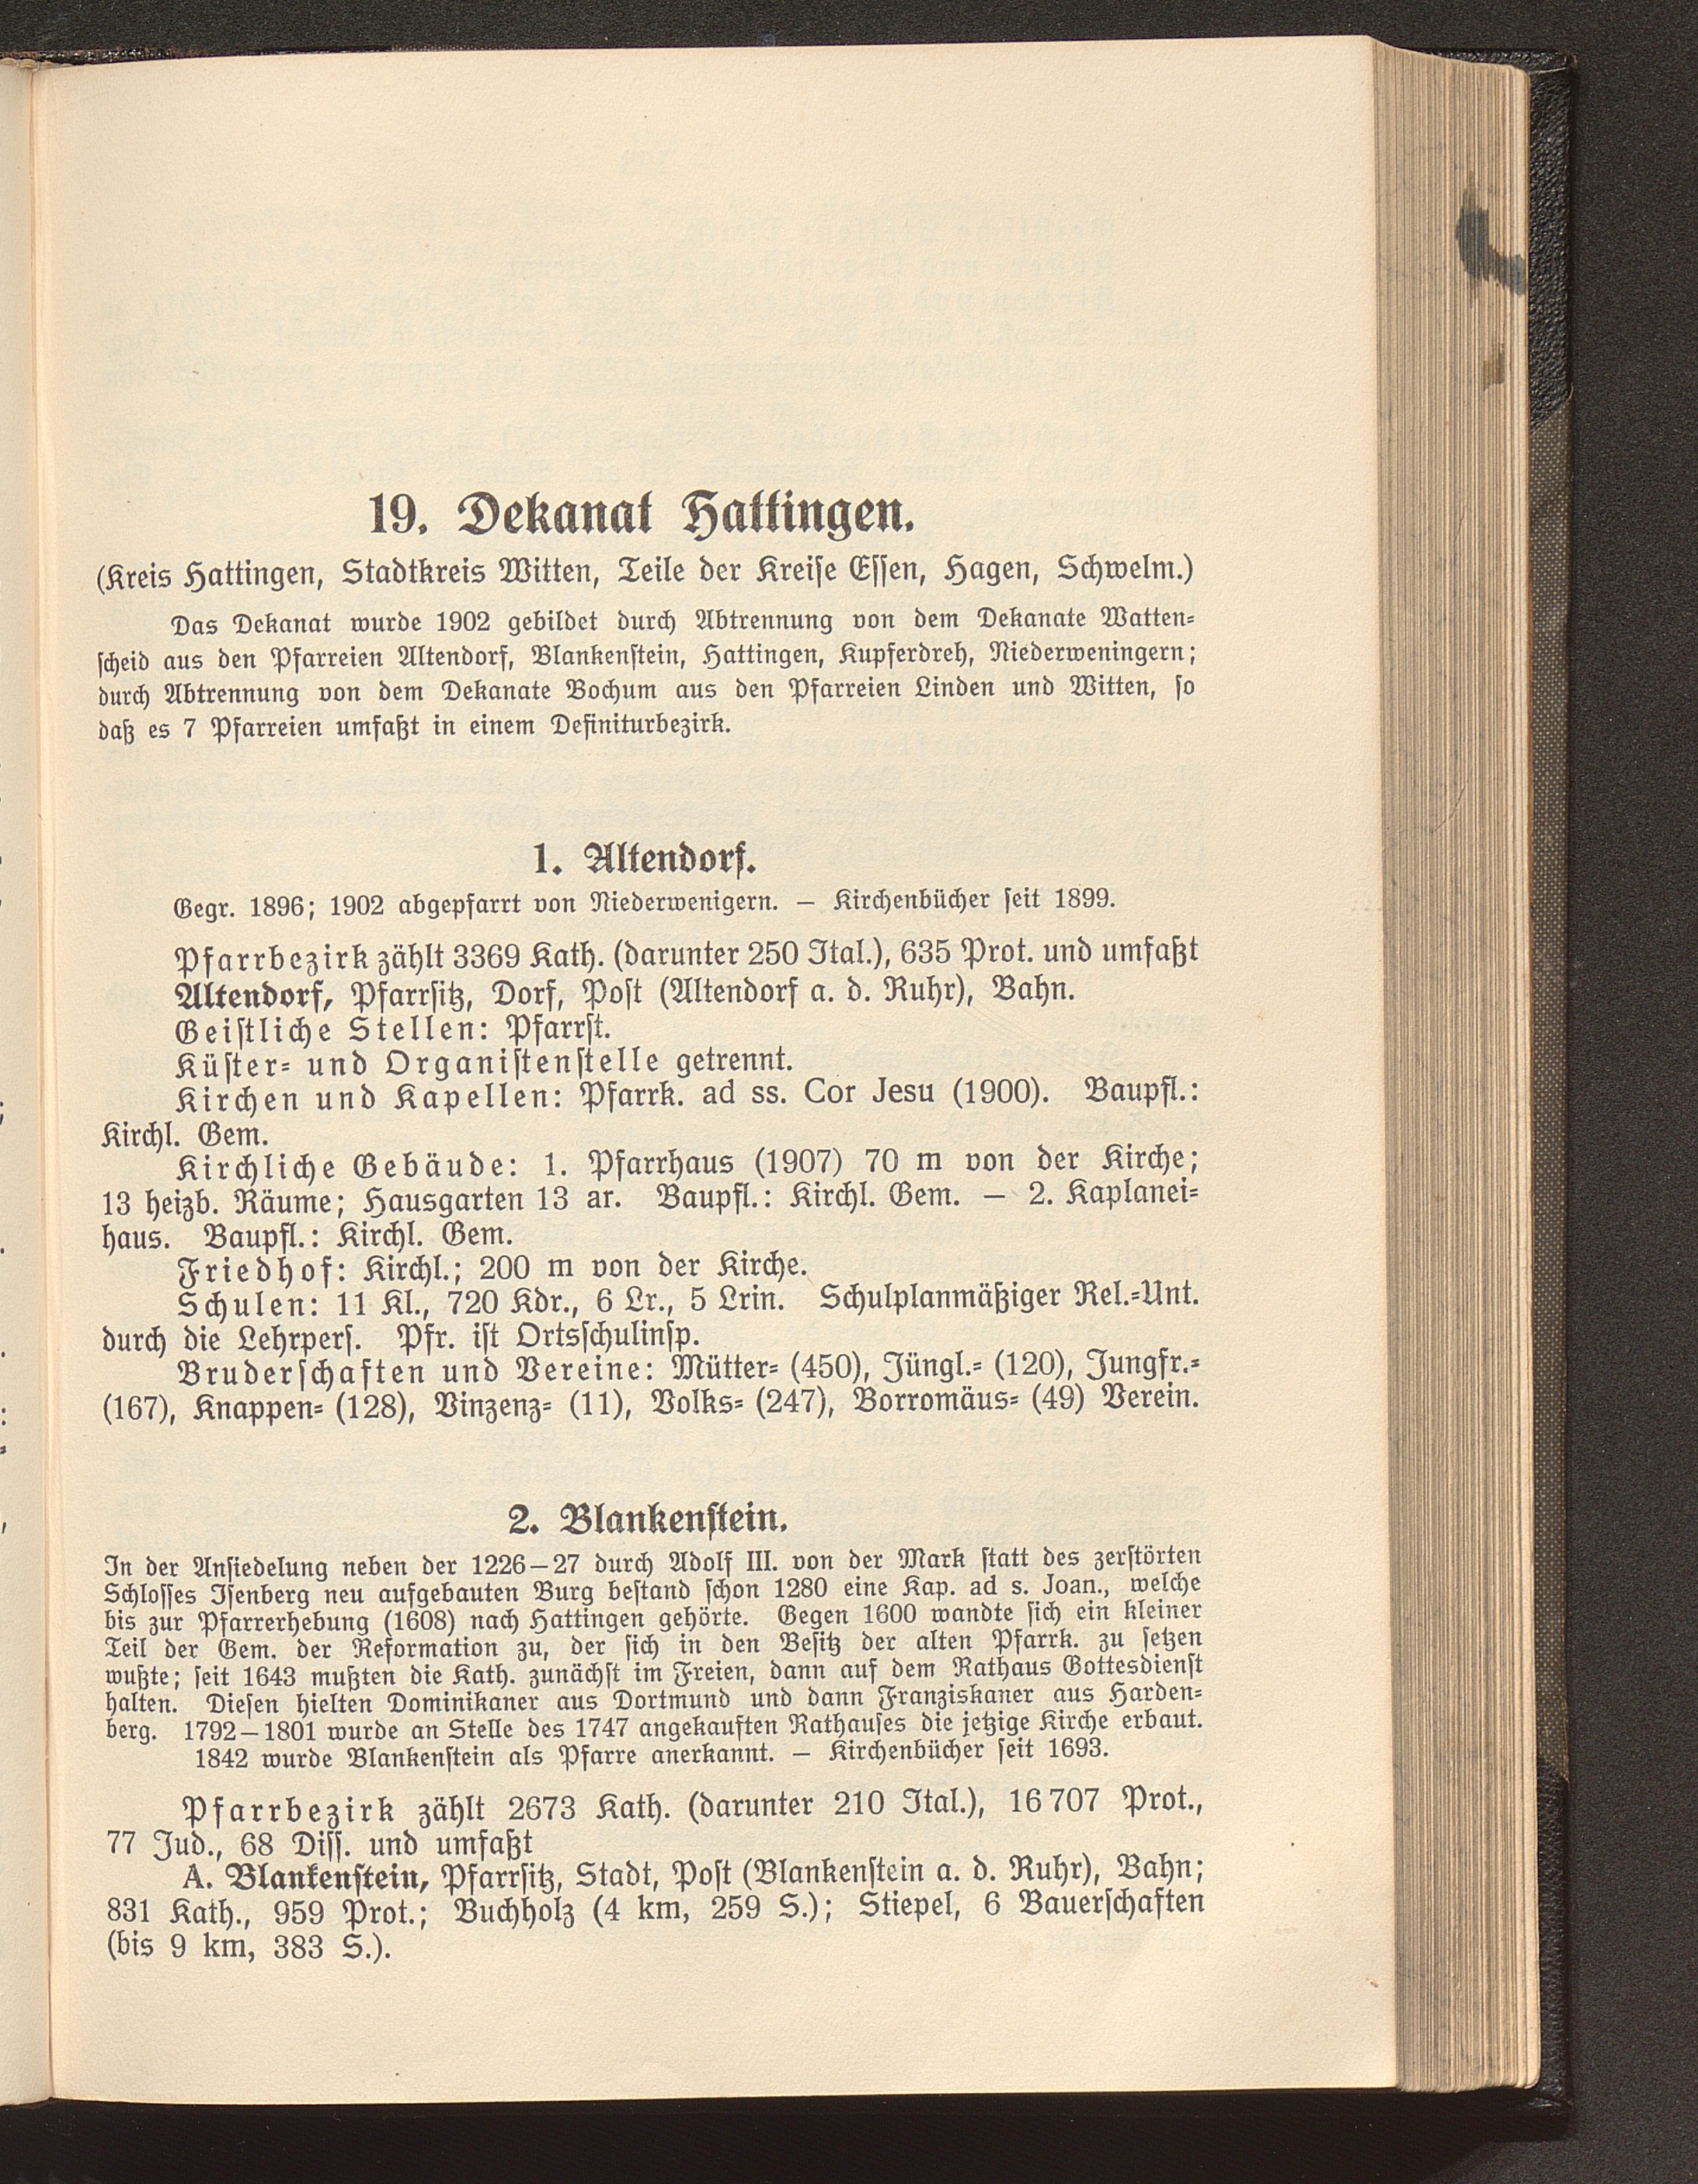 19. Dekanat Hattingen.
(Kreis Hattingen, Stadtkreis Witten, Teile der Kreise Essen, Hagen, Schwelm.)
Das Dekanat wurde 1902 gebildet durch Abtrennung von dem Dekanate Watten-
scheid aus den Pfarreien Altendorf, Blankenstein, Hattingen, Kupferdreh, Niederweningern;
durch Abtrennung von dem Dekanate Bochum aus den Pfarreien Linden und Witten, so
daß es 7 Pfarreien umfaßt in einem Definiturbezirk.
1. Altendorf.
Gegr. 1896; 1902 abgepfarrt von Niederwenigern. — Kirchenbücher seit 1899.
Pfarrbezirk zählt 3369 Kath. (darunter 250 Ital.), 635 Prot. und umfaßt
Altendorf, Pfarrsitz, Dorf, Post (Altendorf a. d. Ruhr), Bahn.
Geistliche Stellen: Pfarrst.
Küster- und Organistenstelle getrennt.
Kirchen und Kapellen: Pfarrk. ad ss. Cor Jesu (1900). Baupfl.:
Kirchl. Gem.
Kirchliche Gebäude: 1. Pfarrhaus (1907) 70 m von der Kirche;
13 heizb. Räume; Hausgarten 13 ar. Baupfl.: Kirchl. Gem. — 2. Kaplanei-
haus. Baupfl.: Kirchl. Gem.
Friedhof: Kirchl.; 200 m von der Kirche.
Schulen: 11 Kl., 720 Kdr., 6 Lr., 5 Lrin. Schulplanmäßiger Rel.-Unt.
durch die Lehrpers. Pfr. ist Ortsschulinsp.
Bruderschaften und Vereine: Mütter- (450), Jüngl.- (120), Jungfr.-
(167), Knappen- (128), Vinzenz- (11), Volks- (247), Borromäus- (49) Verein.
2. Blankenstein.
In der Ansiedelung neben der 1226—27 durch Adolf III. von der Mark statt des zerstörten
Schlosses Isenberg neu aufgebauten Burg bestand schon 1280 eine Kap. ad s. Joan., welche
bis zur Pfarrerhebung (1608) nach Hattingen gehörte. Gegen 1600 wandte sich ein kleiner
Teil der Gem. der Reformation zu, der sich in den Besitz der alten Pfarrk. zu setzen
wußte; seit 1643 mußten die Kath. zunächst im Freien, dann auf dem Rathaus Gottesdienst
halten. Diesen hielten Dominikaner aus Dortmund und dann Franziskaner aus Harden-
berg. 1792—1801 wurde an Stelle des 1747 angekauften Rathauses die jetzige Kirche erbaut.
1842 wurde Blankenstein als Pfarre anerkannt. — Kirchenbücher seit 1693.
Pfarrbezirk zählt 2673 Kath. (darunter 210 Ital.), 16 707 Prot.,
77 Jud., 68 Diss. und umfaßt
A. Blankenstein, Pfarrsitz, Stadt, Post (Blankenstein a. d. Ruhr), Bahn;
831 Kath., 959 Prot.; Buchholz (4 km, 259 S.); Stiepel, 6 Bauerschaften
(bis 9 km, 383 S.).